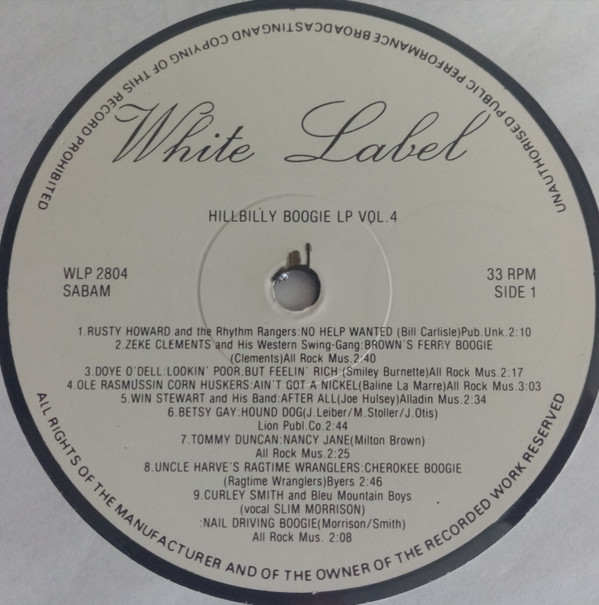 UNAUTHORISED PUBLIC PERFORMANCE BROADCASTING AND COPYING OF THIS RECORD PROHIBITED
White Label
HILLBILLY BOOGIE LP VOL.4
WLP 2804
SABAM
33 RPM
SIDE 1
1.RUSTY HOWARD and the Rhythm Rangers:NO HELP WANTED (Bill Carlisle)Pub.Unk.2:10
2.ZEKE CLEMENTS and His Western Swing-Gang:BROWN'S FERRY BOOGIE
(Clements)All Rock Mus.2:40
3.DOYE O'DELL:LOOKIN' POOR.BUT FEELIN' RICH.(Smiley Burnette)All Rock Mus.2:17
4.OLE RASMUSSIN CORN HUSKERS:AIN'T GOT A NICKEL(Baline La Marre)All Rock Mus.3:03
5.WIN STEWART and His Band:AFTER ALL(Joe Hulsey)Alladin Mus.2:34
6.BETSY GAY:HOUND DOG(J.Leiber/M.Stoller/J.Otis)
Lion Publ.Co.2:44
7.TOMMY DUNCAN:NANCY JANE(Milton Brown)
All Rock Mus.2:25
8.UNCLE HARVE'S RAGTIME WRANGLERS:CHEROKEE BOOGIE
(Ragtime Wranglers)Byers 2:46
9.CURLEY SMITH and Bleu Mountain Boys
(vocal SLIM MORRISON)
:NAIL DRIVING BOOGIE(Morrison/Smith)
All Rock Mus. 2:08
ALL RIGHTS OF THE MANUFACTURER AND OF THE OWNER OF THE RECORDED WORK RESERVED